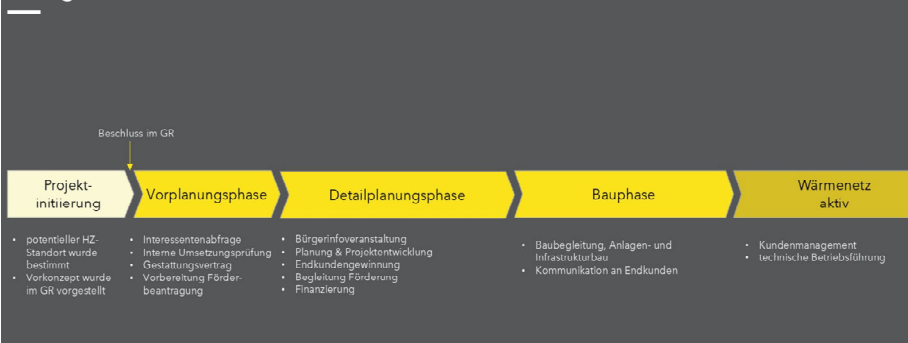 Beschluss im GR
Projekt-
initiierung
Vorplanungsphase
Detailplanungsphase
Bauphase
Wärmenetz
aktiv
• potentieller HZ-
Standort wurde
bestimmt
• Vorkonzept wurde
im GR vorgestellt
• Interessentenabfrage
• Interne Umsetzungsprüfung
• Gestattungsvertrag
• Vorbereitung Förder-
beantragung
• Bürgerinfoveranstaltung
• Planung & Projektentwicklung
• Endkundengewinnung
• Begleitung Förderung
• Finanzierung
• Baubegleitung, Anlagen- und
Infrastrukturbau
• Kommunikation an Endkunden
• Kundenmanagement
• technische Betriebsführung